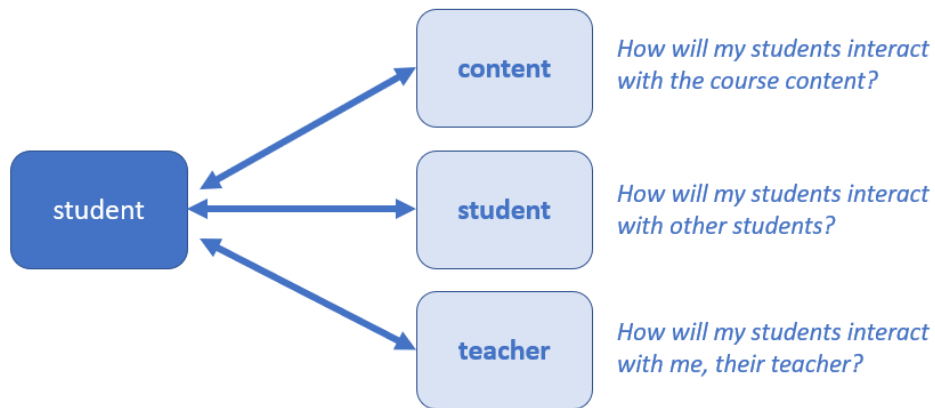 content
How will my students interact
with the course content?
student
student
How will my students interact
with other students?
teacher
How will my students interact
with me, their teacher?